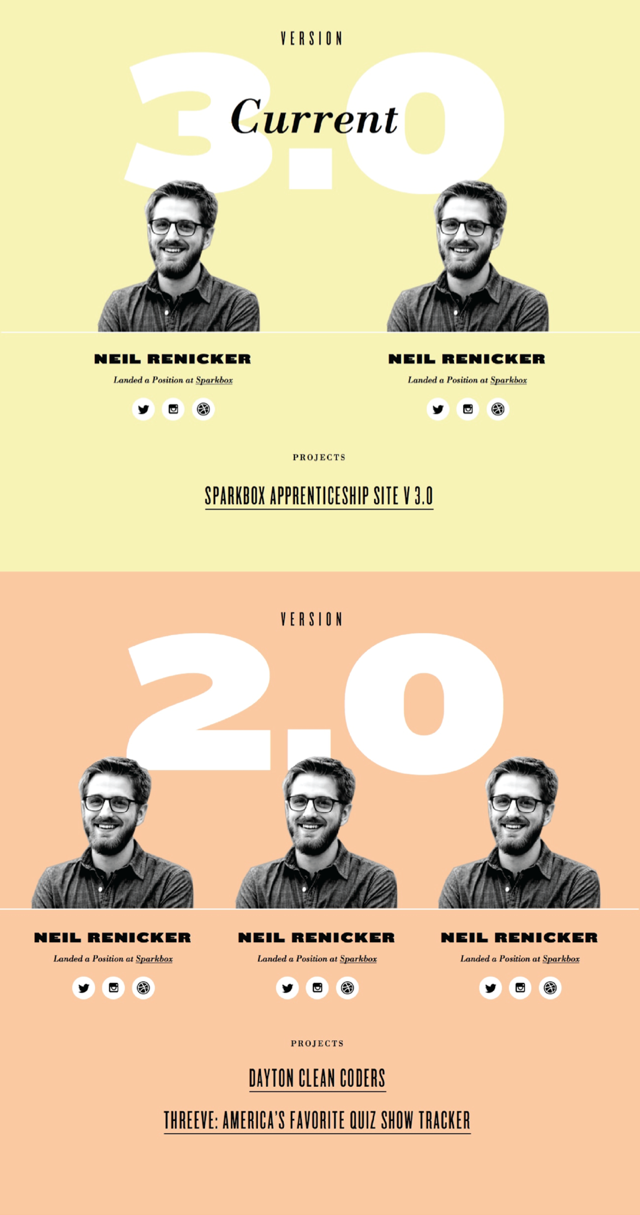 VERSION
3.0
Current
NEIL RENICKER
Landed a Position at Sparkbox
NEIL RENICKER
Landed a Position at Sparkbox
PROJECTS
SPARKBOX APPRENTICESHIP SITE V 3.0
VERSION
2.0
NEIL RENICKER
Landed a Position at Sparkbox
NEIL RENICKER
Landed a Position at Sparkbox
NEIL RENICKER
Landed a Position at Sparkbox
PROJECTS
DAYTON CLEAN CODERS
THREEVE: AMERICA'S FAVORITE QUIZ SHOW TRACKER